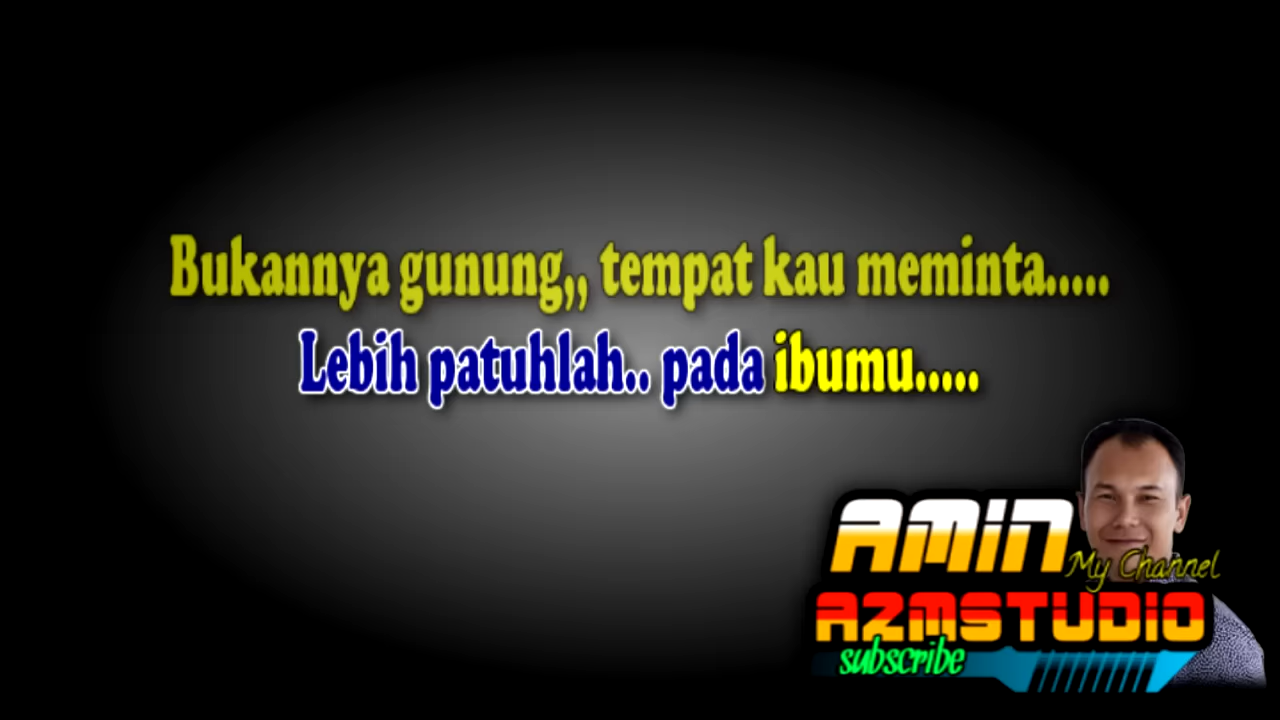 Bukannya gunung,, tempat kau meminta.....
Lebih patuhlah.. pada ibumu.....
AMIN
My Channel
AZMSTUDIO
subscribe